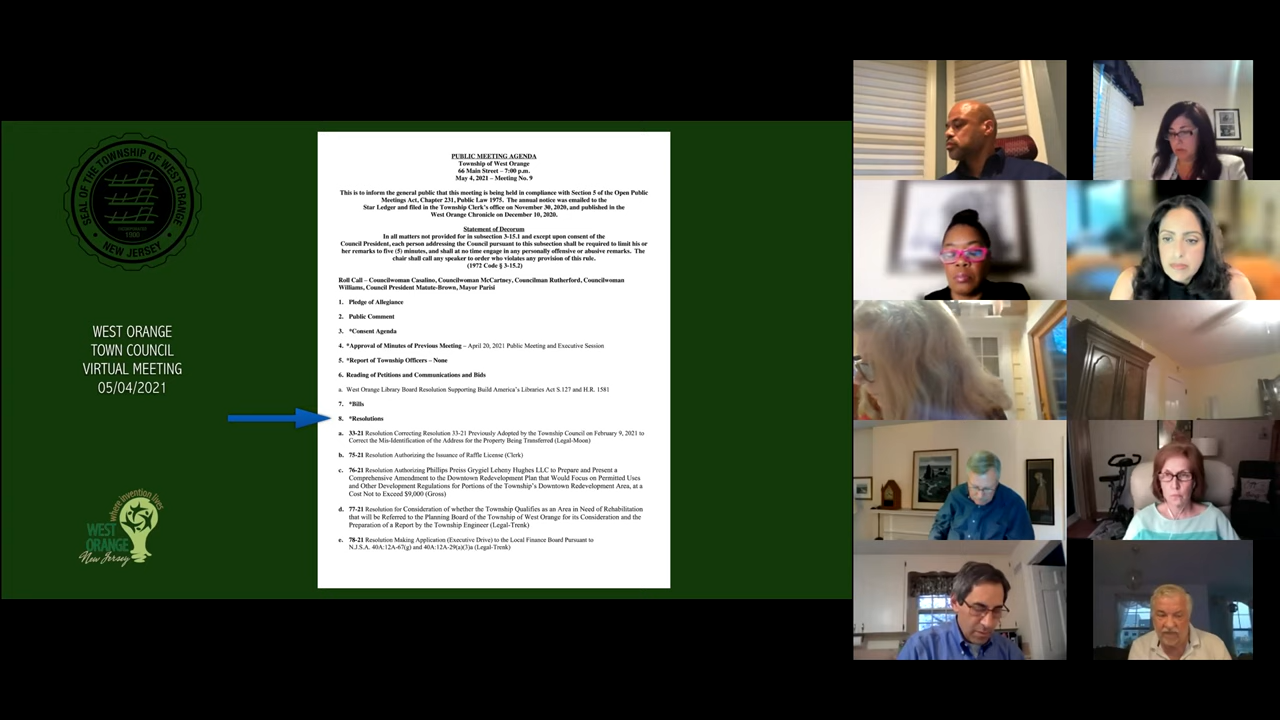 SEAL OF THE TOWNSHIP OF WEST ORANGE
1900
NEW JERSEY
WEST ORANGE
TOWN COUNCIL
VIRTUAL MEETING
05/04/2021
where invention lives
WEST
ORANGE
New Jersey
PUBLIC MEETING AGENDA
Township of West Orange
66 Main Street – 7:00 p.m.
May 4, 2021 – Meeting No. 9
This is to inform the general public that this meeting is being held in compliance with Section 5 of the Open Public
Meetings Act, Chapter 231, Public Law 1975. The annual notice was emailed to the
Star Ledger and filed in the Township Clerk's office on November 30, 2020, and published in the
West Orange Chronicle on December 10, 2020.
Statement of Decorum
In all matters not provided for in subsection 3-15.1 and except upon consent of the
Council President, each person addressing the Council pursuant to this subsection shall be required to limit his or
her remarks to five (5) minutes, and shall at no time engage in any personally offensive or abusive remarks. The
chair shall call any speaker to order who violates any provision of this rule.
(1972 Code § 3-15.2)
Roll Call – Councilwoman Casalino, Councilwoman McCartney, Councilman Rutherford, Councilwoman
Williams, Council President Matute-Brown, Mayor Parisi
1. Pledge of Allegiance
2. Public Comment
3. *Consent Agenda
4. *Approval of Minutes of Previous Meeting – April 20, 2021 Public Meeting and Executive Session
5. *Report of Township Officers – None
6. Reading of Petitions and Communications and Bids
a. West Orange Library Board Resolution Supporting Build America's Libraries Act S.127 and H.R. 1581
7. *Bills
8. *Resolutions
a. 33-21 Resolution Correcting Resolution 33-21 Previously Adopted by the Township Council on February 9, 2021 to
Correct the Mis-Identification of the Address for the Property Being Transferred (Legal-Moon)
b. 75-21 Resolution Authorizing the Issuance of Raffle License (Clerk)
c. 76-21 Resolution Authorizing Phillips Preiss Grygiel Leheny Hughes LLC to Prepare and Present a
Comprehensive Amendment to the Downtown Redevelopment Plan that Would Focus on Permitted Uses
and Other Development Regulations for Portions of the Township's Downtown Redevelopment Area, at a
Cost Not to Exceed $9,000 (Gross)
d. 77-21 Resolution for Consideration of whether the Township Qualifies as an Area in Need of Rehabilitation
that will be Referred to the Planning Board of the Township of West Orange for its Consideration and the
Preparation of a Report by the Township Engineer (Legal-Trenk)
e. 78-21 Resolution Making Application (Executive Drive) to the Local Finance Board Pursuant to
N.J.S.A. 40A:12A-67(g) and 40A:12A-29(a)(3)a (Legal-Trenk)